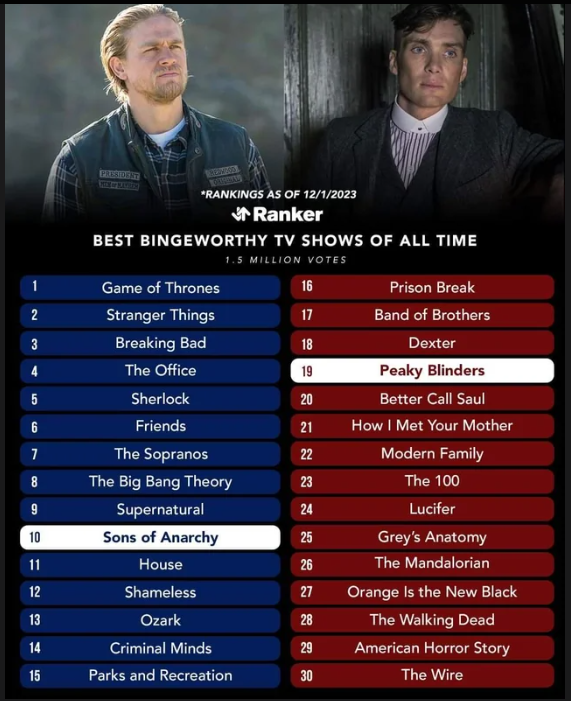 PRESIDENT
*RANKINGS AS OF 12/1/2023
Ranker
BEST BINGEWORTHY TV SHOWS OF ALL TIME
1.5 MILLION VOTES
1 Game of Thrones
2 Stranger Things
3 Breaking Bad
4 The Office
5 Sherlock
6 Friends
7 The Sopranos
8 The Big Bang Theory
9 Supernatural
10 Sons of Anarchy
11 House
12 Shameless
13 Ozark
14 Criminal Minds
15 Parks and Recreation
16 Prison Break
17 Band of Brothers
18 Dexter
19 Peaky Blinders
20 Better Call Saul
21 How I Met Your Mother
22 Modern Family
23 The 100
24 Lucifer
25 Grey's Anatomy
26 The Mandalorian
27 Orange Is the New Black
28 The Walking Dead
29 American Horror Story
30 The Wire